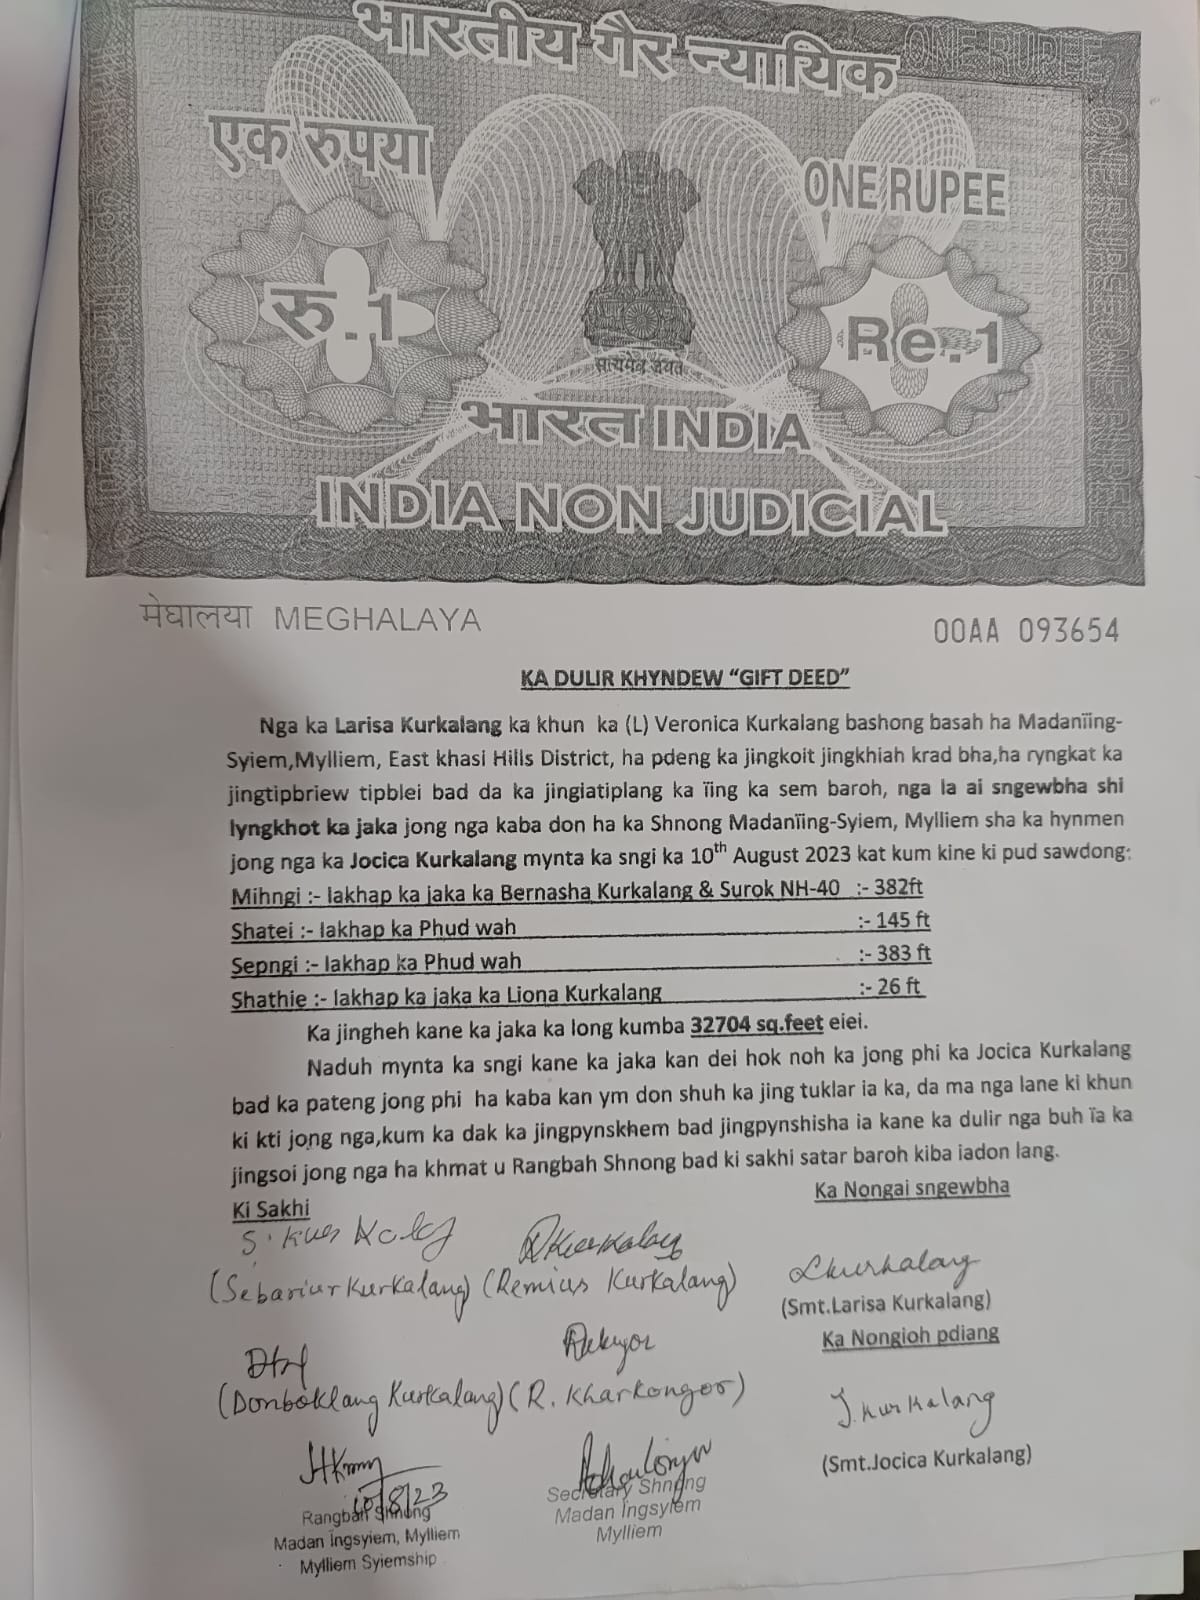 भारतीय गैर न्यायिक
ONE RUPEE
एक रुपया
ONE RUPEE
रु.1
Re.1
सत्यमेव जयते
भारत INDIA
INDIA NON JUDICIAL
मेघालया MEGHALAYA
00AA 093654
KA DULIR KHYNDEW “GIFT DEED”
Nga ka Larisa Kurkalang ka khun ka (L) Veronica Kurkalang bashong basah ha Madanïing-
Syiem,Mylliem, East khasi Hills District, ha pdeng ka jingkoit jingkhiah krad bha,ha ryngkat ka
jingtipbriew tipblei bad da ka jingiatiplang ka ïing ka sem baroh, nga la ai sngewbha shi
lyngkhot ka jaka jong nga kaba don ha ka Shnong Madanïing-Syiem, Mylliem sha ka hynmen
jong nga ka Jocica Kurkalang mynta ka sngi ka 10th August 2023 kat kum kine ki pud sawdong:
Mihngi :- lakhap ka jaka ka Bernasha Kurkalang & Surok NH-40 :- 382ft
Shatei :- lakhap ka Phud wah :- 145 ft
Sepngi :- lakhap ka Phud wah :- 383 ft
Shathie :- lakhap ka jaka ka Liona Kurkalang :- 26 ft
Ka jingheh kane ka jaka ka long kumba 32704 sq.feet eiei.
Naduh mynta ka sngi kane ka jaka kan dei hok noh ka jong phi ka Jocica Kurkalang
bad ka pateng jong phi ha kaba kan ym don shuh ka jing tuklar ia ka, da ma nga lane ki khun
ki kti jong nga,kum ka dak ka jingpynskhem bad jingpynshisha ia kane ka dulir nga buh ïa ka
jingsoi jong nga ha khmat u Rangbah Shnong bad ki sakhi satar baroh kiba iadon lang.
Ki Sakhi
Ka Nongai sngewbha
(Sebariur Kurkalang) (Remius Kurkalang)
Lkurkalang
(Smt.Larisa Kurkalang)
Ka Nongioh pdiang
(Donboklang Kurkalang) (R. Kharkongor)
J. Kurkalang
(Smt.Jocica Kurkalang)
10/8/23
Rangbah Shnong
Madan Ïngsyiem, Mylliem
Mylliem Syiemship
Secretary Shnong
Madan Ïngsyiem
Mylliem